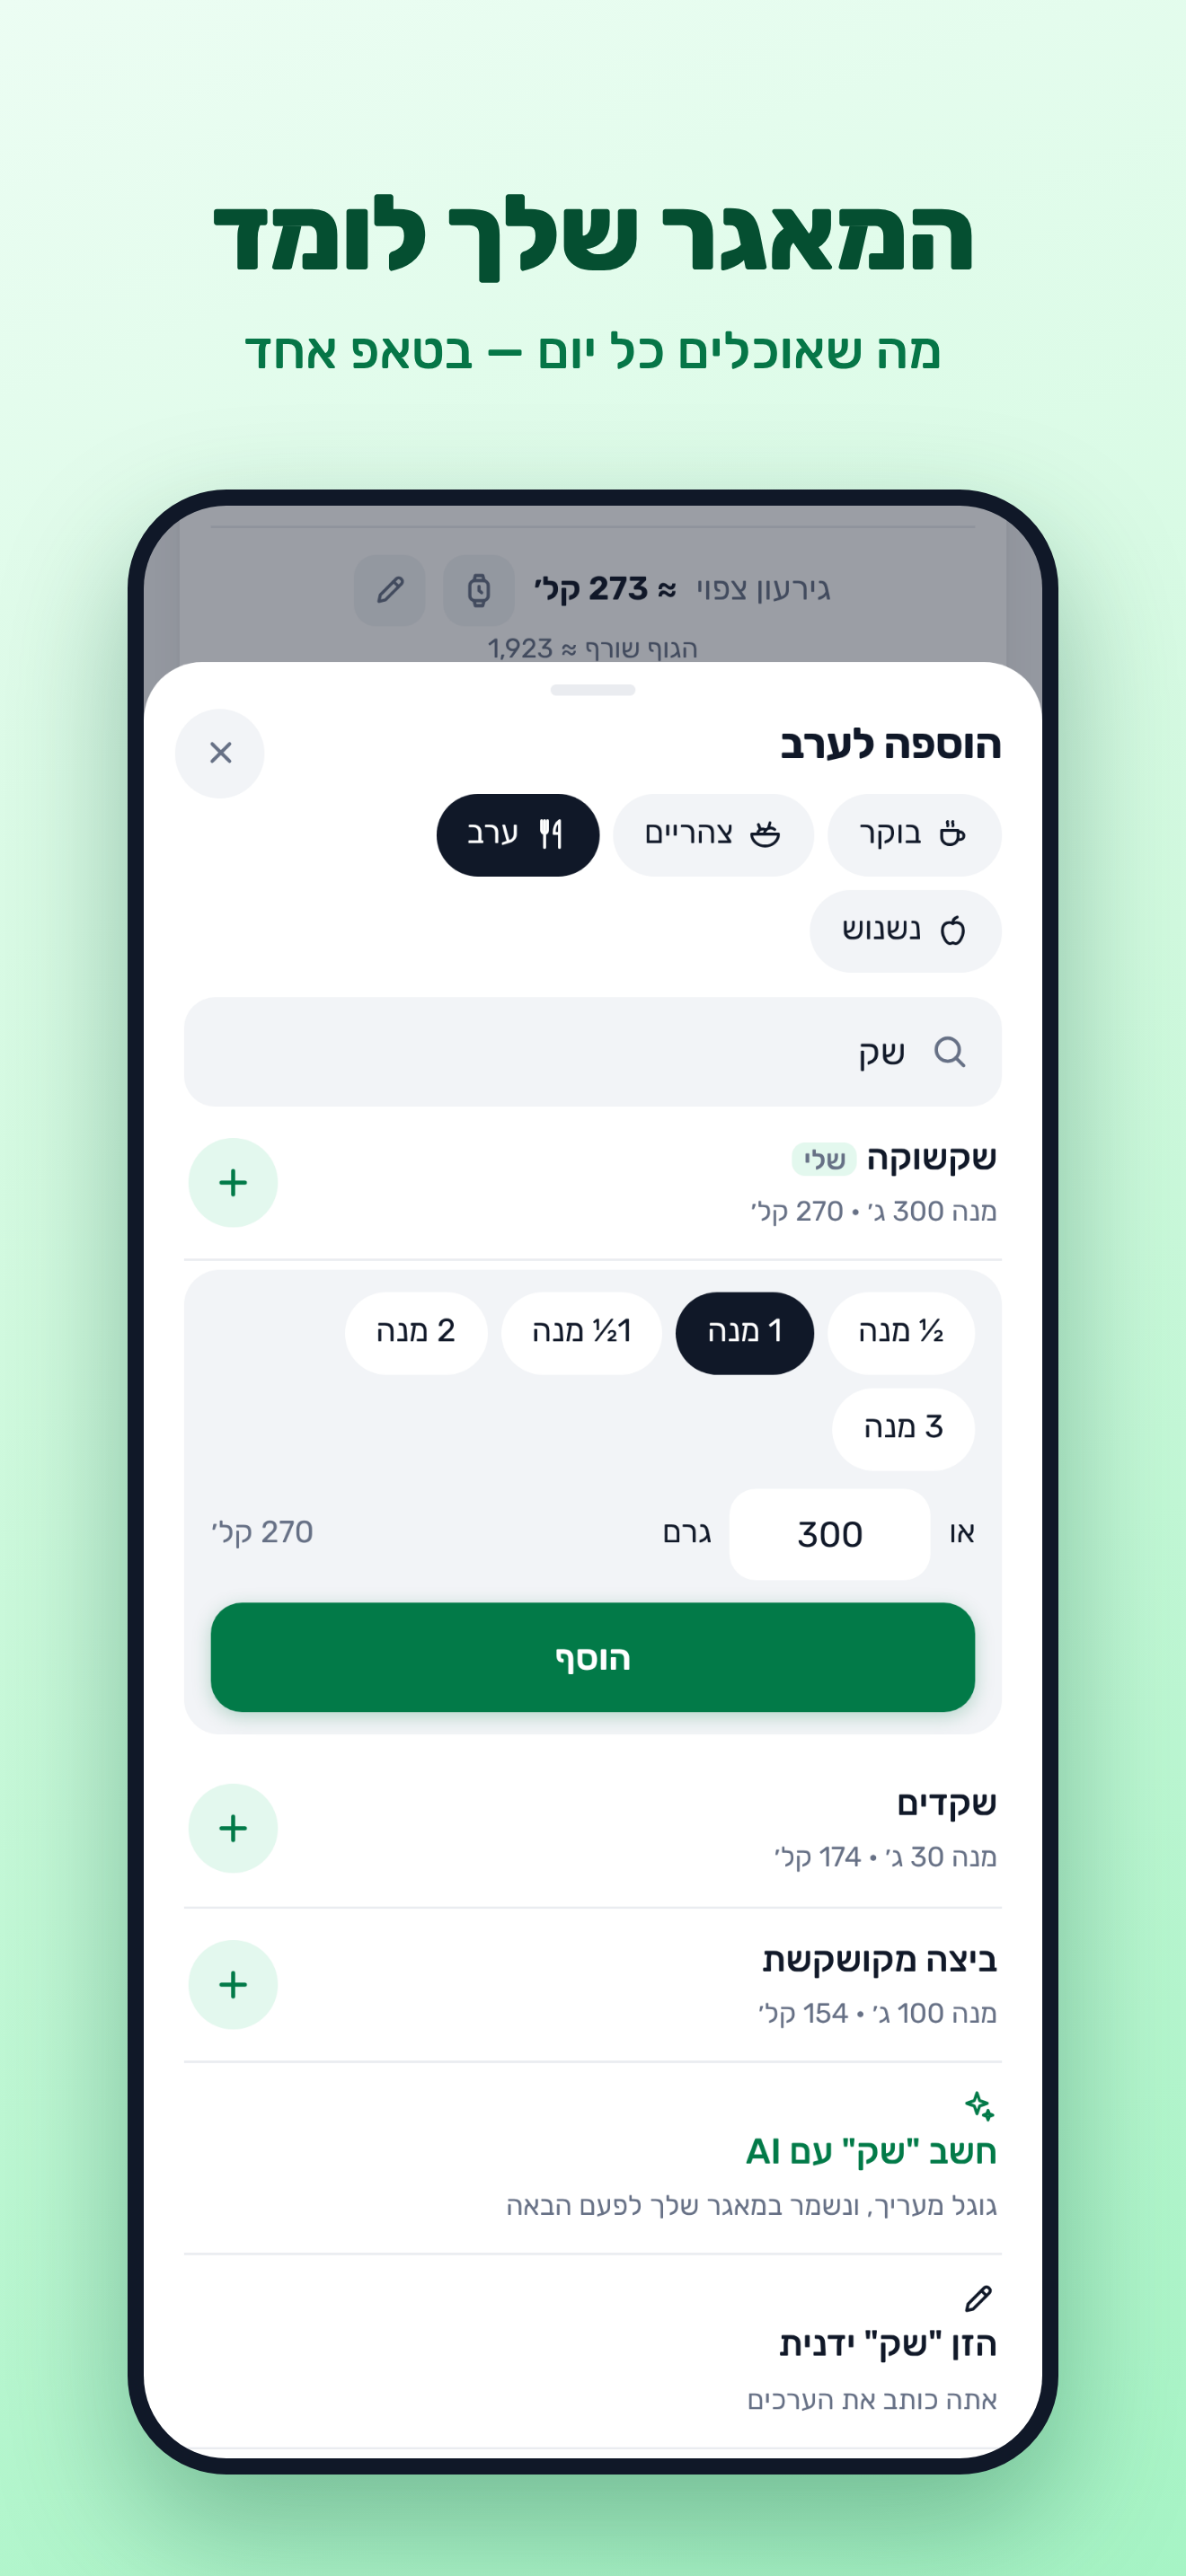 המאגר שלך לומד
מה שאוכלים כל יום — בטאפ אחד
גירעון צפוי ≈ 273 קל׳
הגוף שורף ≈ 1,923
הוספה לערב
בוקר צהריים ערב
נשנוש
שק
שקשוקה שלי
מנה 300 ג׳ • 270 קל׳
½ מנה 1 מנה 1½ מנה 2 מנה
3 מנה
או 300 גרם 270 קל׳
הוסף
שקדים
מנה 30 ג׳ • 174 קל׳
ביצה מקושקשת
מנה 100 ג׳ • 154 קל׳
חשב "שק" עם AI
גוגל מעריך, ונשמר במאגר שלך לפעם הבאה
הזן "שק" ידנית
אתה כותב את הערכים